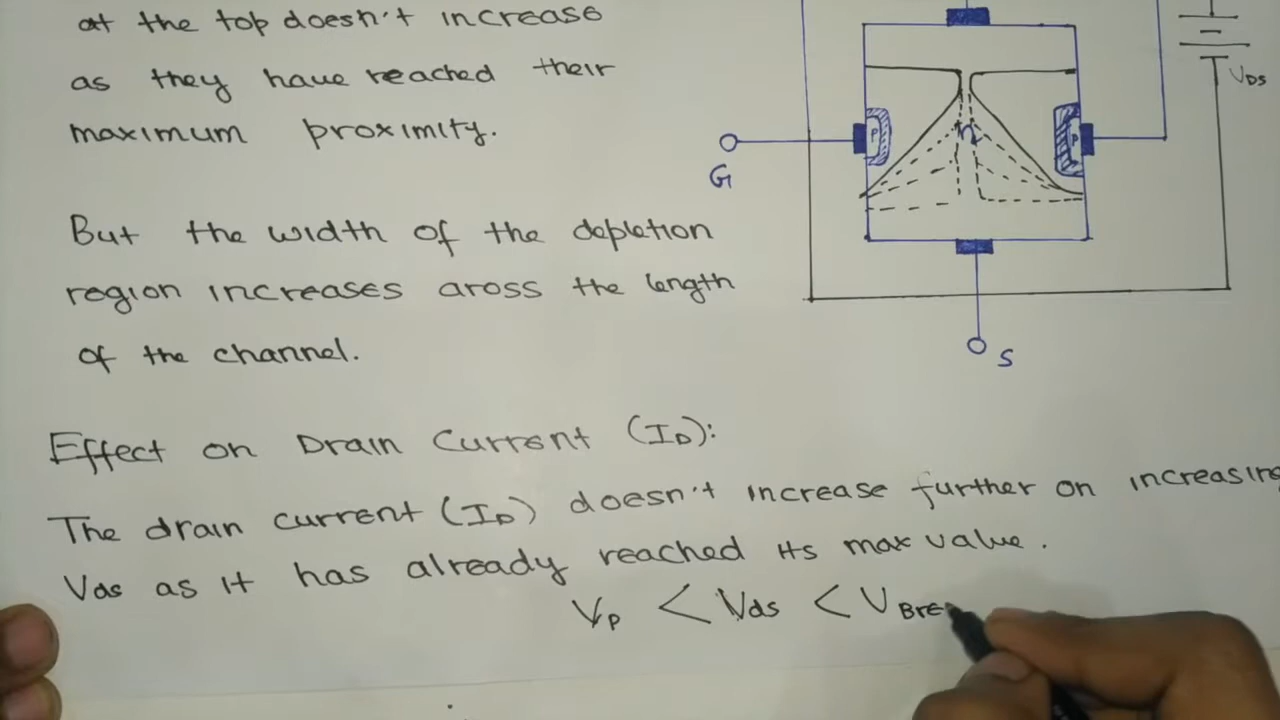 at the top doesn't increase
as they have reached their
maximum proximity.
But the width of the depletion
region increases aross the length
of the channel.
Effect on Drain Current (ID):
The drain current (ID) doesn't increase further on increasing
Vds as it has already reached its max value.
Vp < Vds < VBre
VDS
G
P
n
P
S